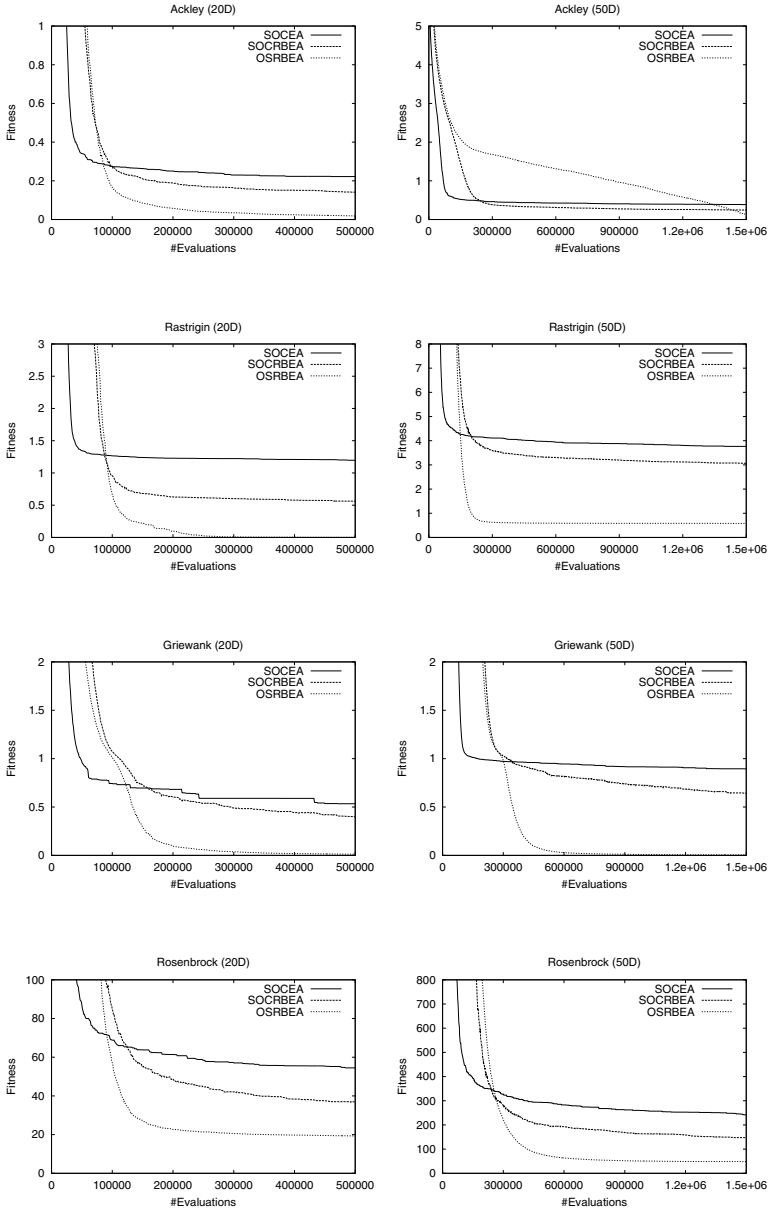 Ackley (20D)
SOCEA
SOCRBEA
OSRBEA
Fitness
1
0.8
0.6
0.4
0.2
0
0 100000 200000 300000 400000 500000
#Evaluations
Ackley (50D)
SOCEA
SOCRBEA
OSRBEA
Fitness
5
4
3
2
1
0
0 300000 600000 900000 1.2e+06 1.5e+06
#Evaluations
Rastrigin (20D)
SOCEA
SOCRBEA
OSRBEA
Fitness
3
2.5
2
1.5
1
0.5
0
0 100000 200000 300000 400000 500000
#Evaluations
Rastrigin (50D)
SOCEA
SOCRBEA
OSRBEA
Fitness
8
7
6
5
4
3
2
1
0
0 300000 600000 900000 1.2e+06 1.5e+06
#Evaluations
Griewank (20D)
SOCEA
SOCRBEA
OSRBEA
Fitness
2
1.5
1
0.5
0
0 100000 200000 300000 400000 500000
#Evaluations
Griewank (50D)
SOCEA
SOCRBEA
OSRBEA
Fitness
2
1.5
1
0.5
0
0 300000 600000 900000 1.2e+06 1.5e+06
#Evaluations
Rosenbrock (20D)
SOCEA
SOCRBEA
OSRBEA
Fitness
100
80
60
40
20
0
0 100000 200000 300000 400000 500000
#Evaluations
Rosenbrock (50D)
SOCEA
SOCRBEA
OSRBEA
Fitness
800
700
600
500
400
300
200
100
0
0 300000 600000 900000 1.2e+06 1.5e+06
#Evaluations